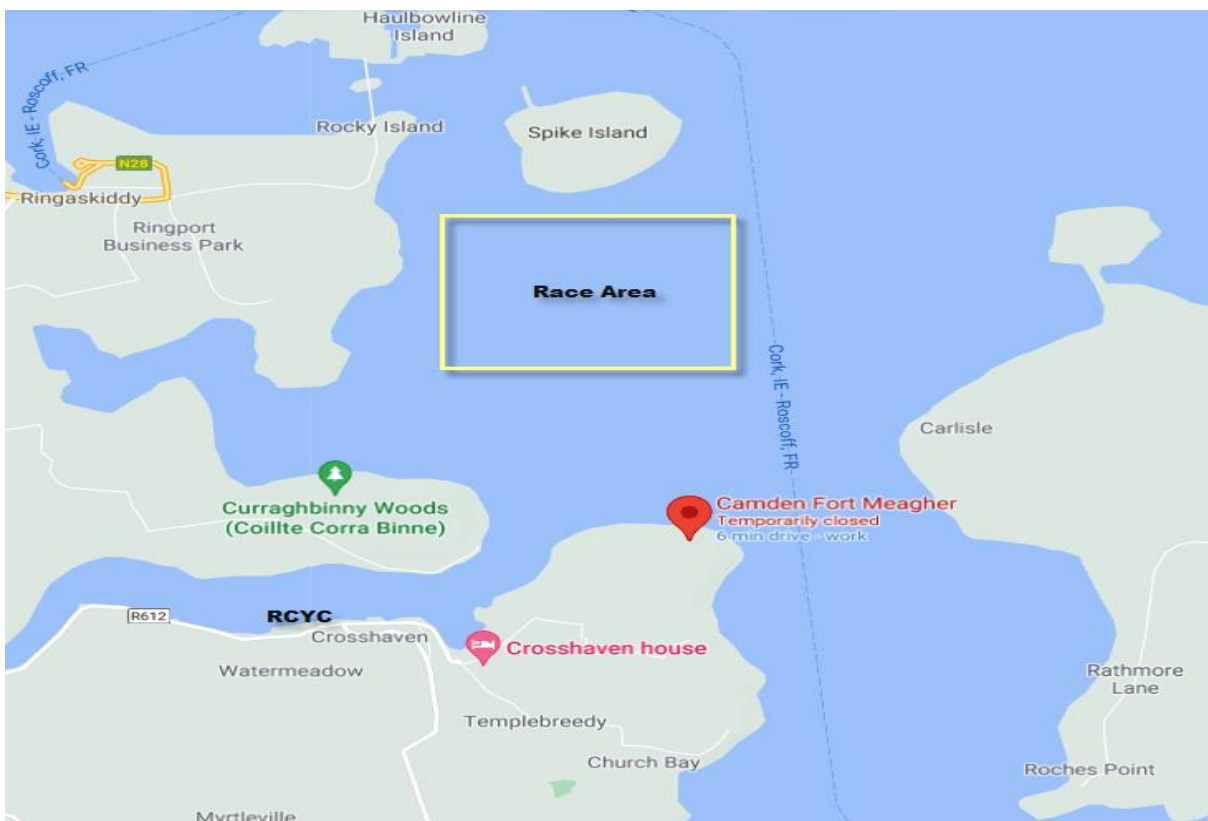 Haulbowline
Island
Cork, IE - Roscoff, FR
Rocky Island
Spike Island
N28
Ringaskiddy
Ringport
Business Park
Race Area
Cork, IE - Roscoff, FR
Carlisle
Curraghbinny Woods
(Coillte Corra Binne)
Camden Fort Meagher
Temporarily closed
6 min drive - work
R612
RCYC
Crosshaven
Crosshaven house
Watermeadow
Rathmore
Lane
Templebreedy
Church Bay
Roches Point
Myrtleville